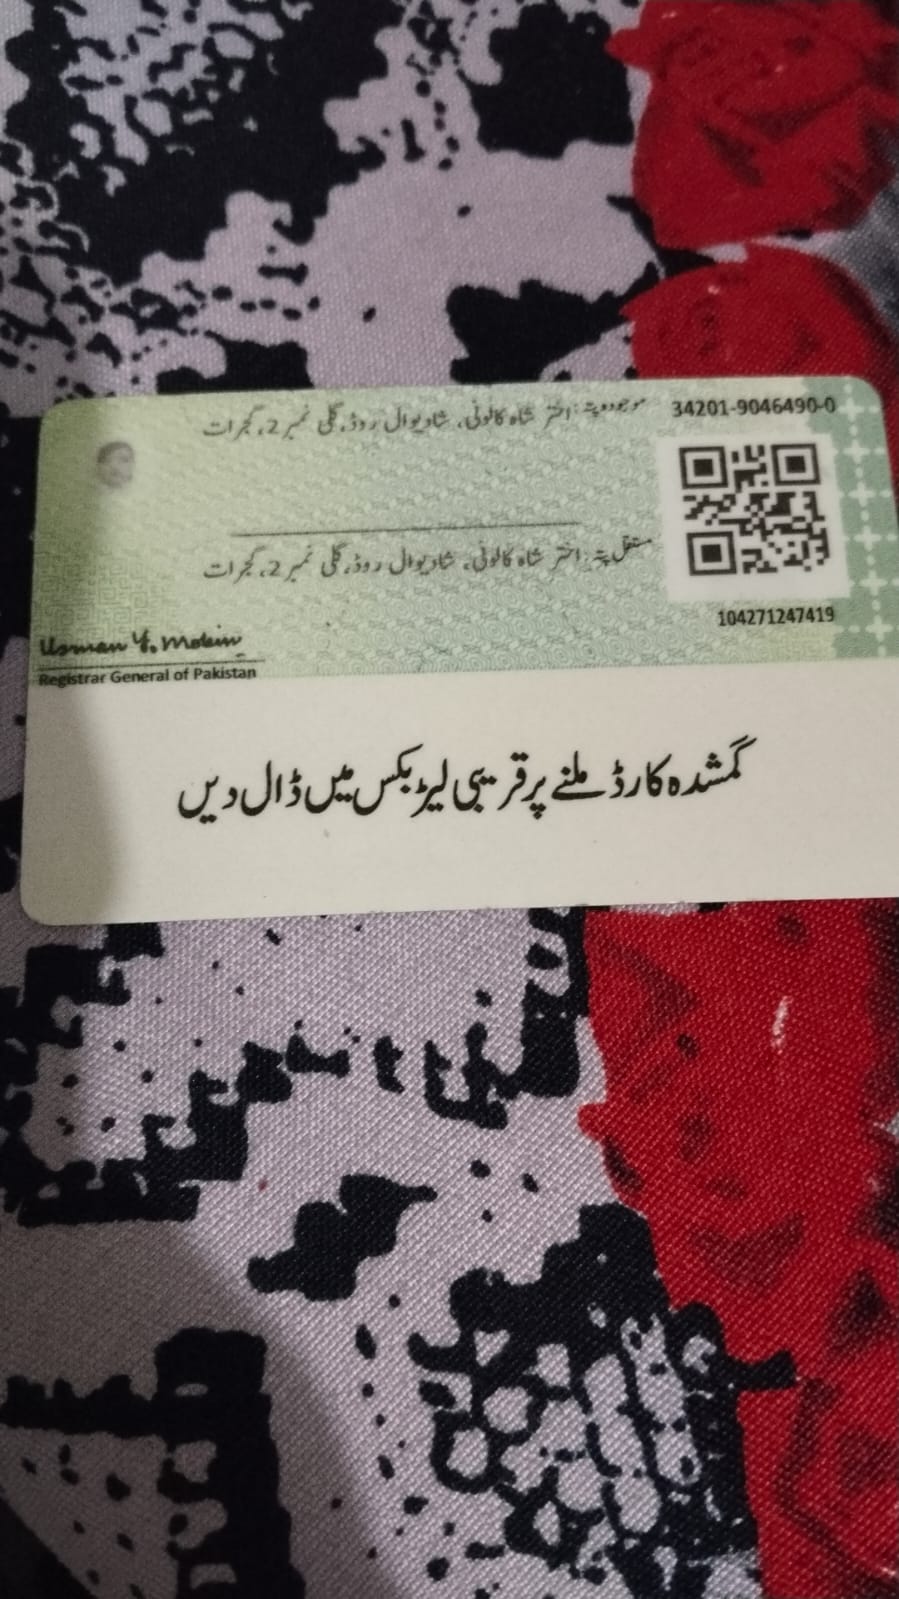 34201-9046490-0
موجودہ پتہ: اختر شاہ کالونی، شادیوال روڈ، گلی نمبر 2، گجرات
مستقل پتہ: اختر شاہ کالونی، شادیوال روڈ، گلی نمبر 2، گجرات
104271247419
Usman Y. Mobin
Registrar General of Pakistan
گمشدہ کارڈ ملنے پر قریبی لیٹر بکس میں ڈال دیں